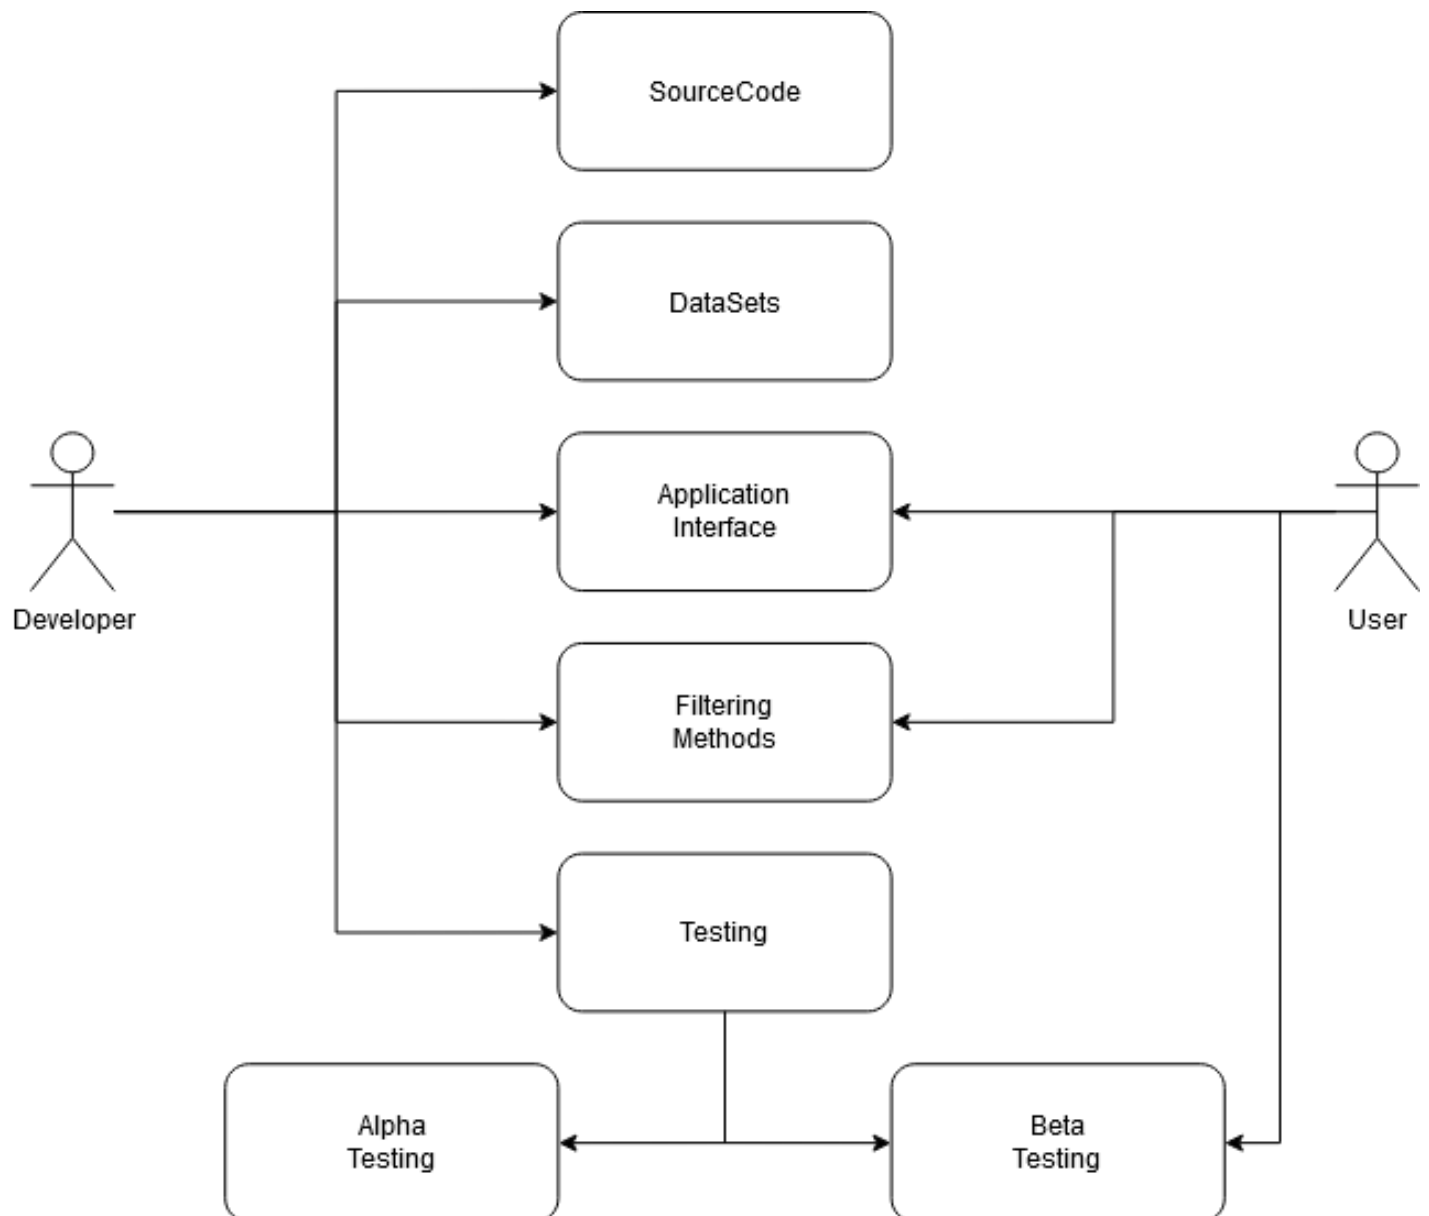 SourceCode
DataSets
Application
Interface
Developer
User
Filtering
Methods
Testing
Alpha
Testing
Beta
Testing